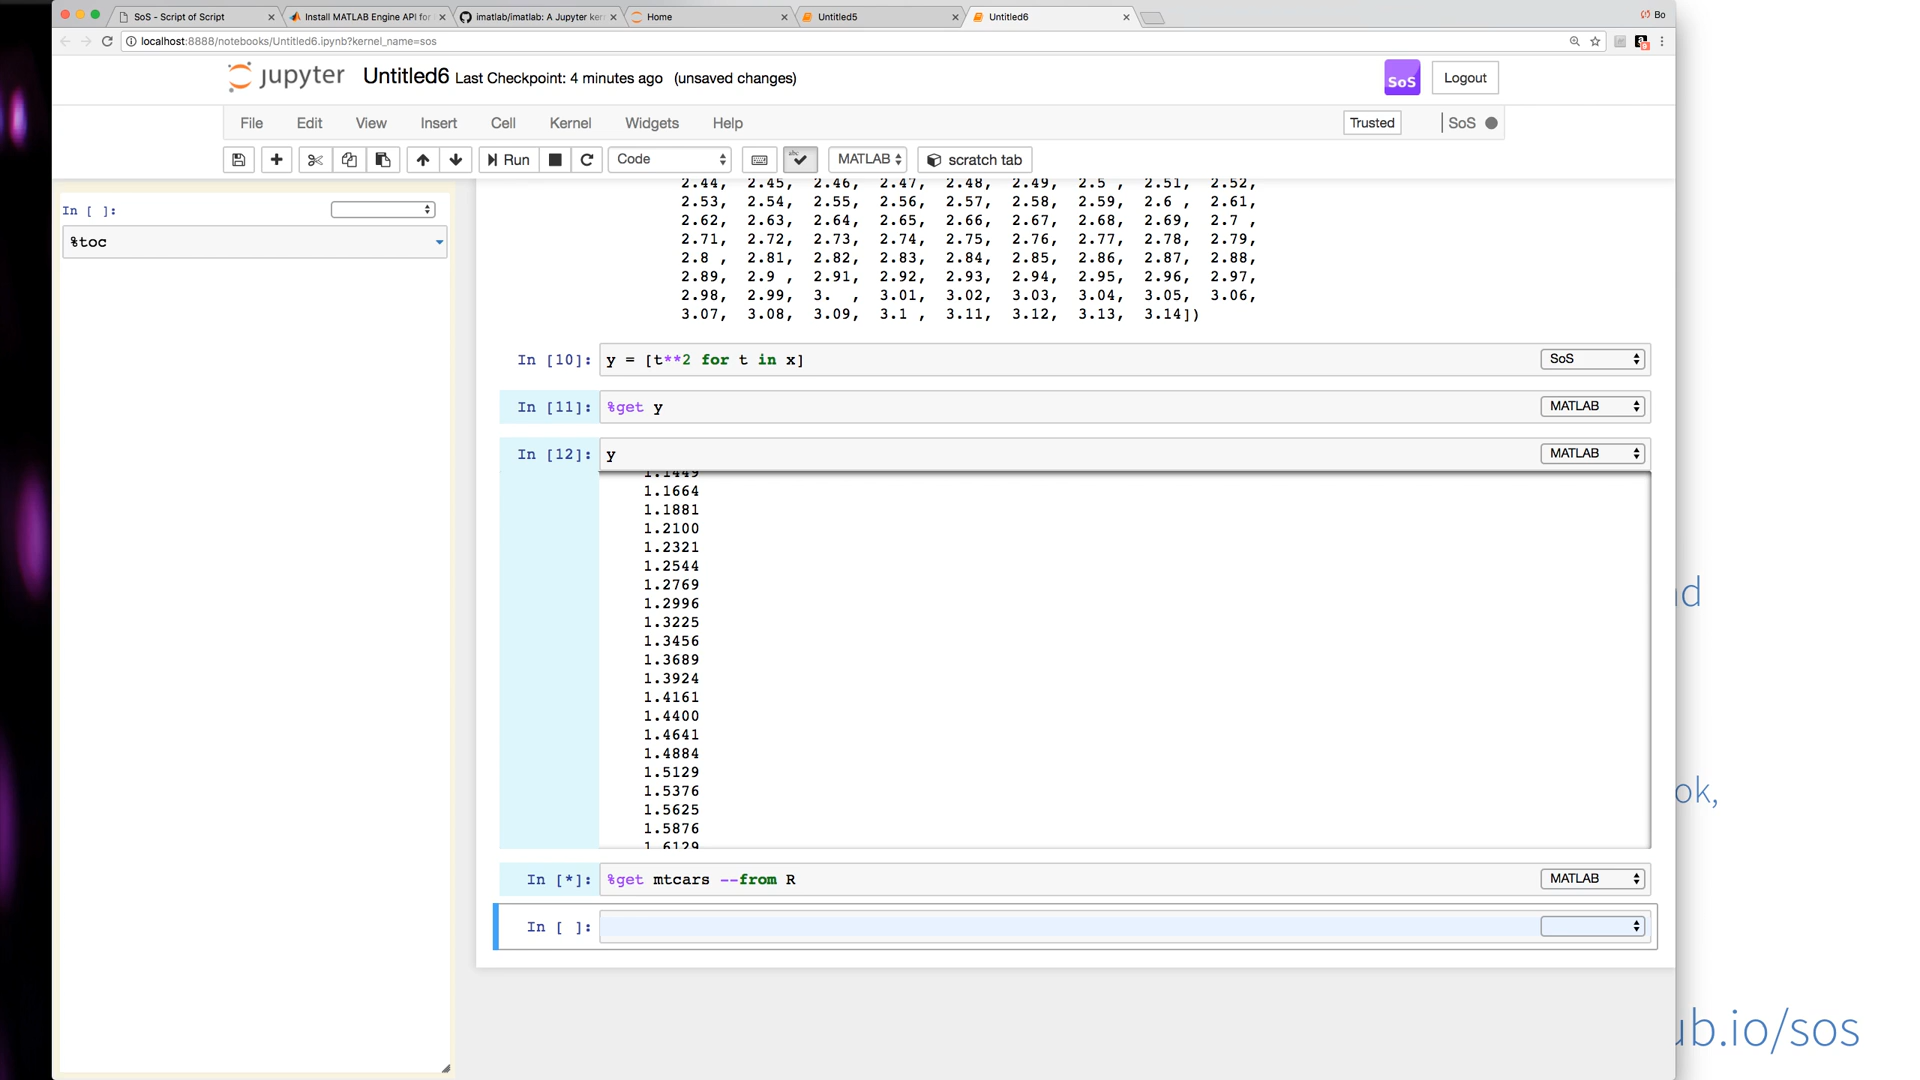 SoS - Script of Script
Install MATLAB Engine API for
imatlab/imatlab: A Jupyter ker
Home
Untitled5
Untitled6
Bo
localhost:8888/notebooks/Untitled6.ipynb?kernel_name=sos
jupyter Untitled6 Last Checkpoint: 4 minutes ago (unsaved changes)
SoS
Logout
File Edit View Insert Cell Kernel Widgets Help
Trusted
SoS
Run
Code
abc
MATLAB
scratch tab
In [ ]:
%toc
2.44, 2.45, 2.46, 2.47, 2.48, 2.49, 2.5 , 2.51, 2.52,
2.53, 2.54, 2.55, 2.56, 2.57, 2.58, 2.59, 2.6 , 2.61,
2.62, 2.63, 2.64, 2.65, 2.66, 2.67, 2.68, 2.69, 2.7 ,
2.71, 2.72, 2.73, 2.74, 2.75, 2.76, 2.77, 2.78, 2.79,
2.8 , 2.81, 2.82, 2.83, 2.84, 2.85, 2.86, 2.87, 2.88,
2.89, 2.9 , 2.91, 2.92, 2.93, 2.94, 2.95, 2.96, 2.97,
2.98, 2.99, 3. , 3.01, 3.02, 3.03, 3.04, 3.05, 3.06,
3.07, 3.08, 3.09, 3.1 , 3.11, 3.12, 3.13, 3.14])
In [10]: y = [t**2 for t in x] SoS
In [11]: %get y MATLAB
In [12]: y MATLAB
1.1449
1.1664
1.1881
1.2100
1.2321
1.2544
1.2769
1.2996
1.3225
1.3456
1.3689
1.3924
1.4161
1.4400
1.4641
1.4884
1.5129
1.5376
1.5625
1.5876
1.6129
In [*]: %get mtcars --from R MATLAB
In [ ]:
nd
ok,
ub.io/sos